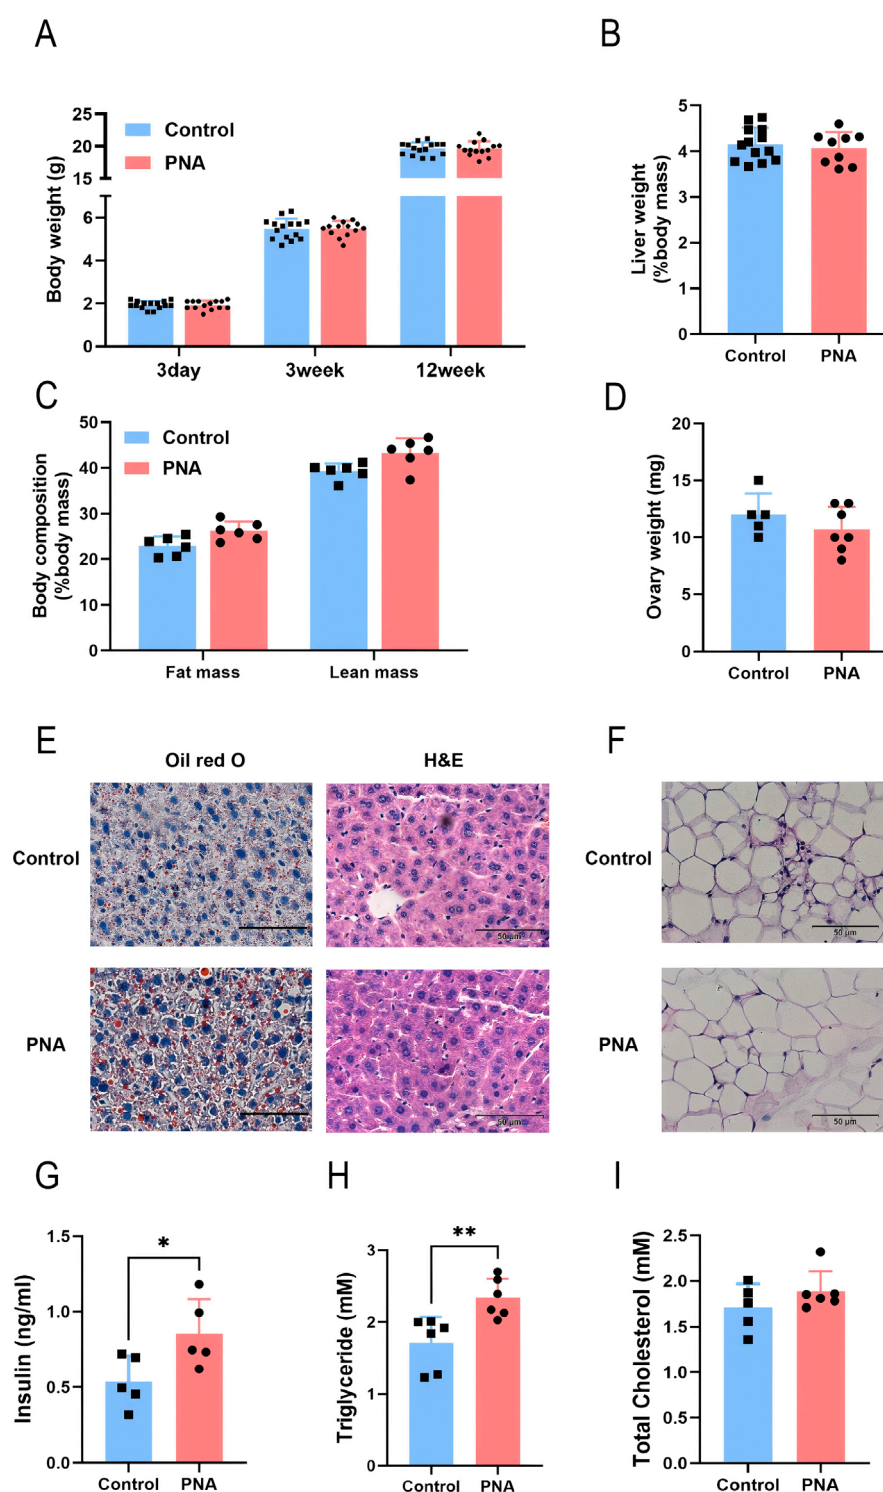 A
Body weight (g)
25
20
15
6
4
2
0
Control
PNA
3day
3week
12week
B
Liver weight
(%body mass)
5
4
4
2
0
Control
PNA
C
Body composition
(%body mass)
50
40
30
20
10
0
Control
PNA
Fat mass
Lean mass
D
Ovary weight (mg)
20
15
10
5
0
Control
PNA
E
Oil red O
H&E
Control
50 µm
PNA
50 µm
F
Control
50 µm
PNA
50 µm
G
Insulin (ng/ml)
1.5
1.0
0.5
0.0
*
Control
PNA
H
Triglyceride (mM)
3
2
1
0
**
Control
PNA
I
Total Cholesterol (mM)
2.5
2.0
1.5
1.0
0.5
0.0
Control
PNA